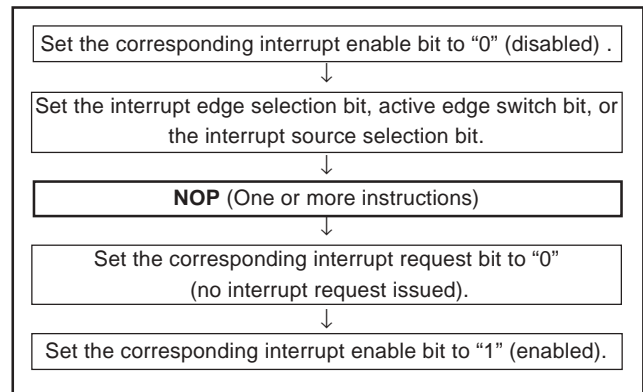 Set the corresponding interrupt enable bit to “0” (disabled) .
↓
Set the interrupt edge selection bit, active edge switch bit, or
the interrupt source selection bit.
↓
NOP (One or more instructions)
↓
Set the corresponding interrupt request bit to “0”
(no interrupt request issued).
↓
Set the corresponding interrupt enable bit to “1” (enabled).